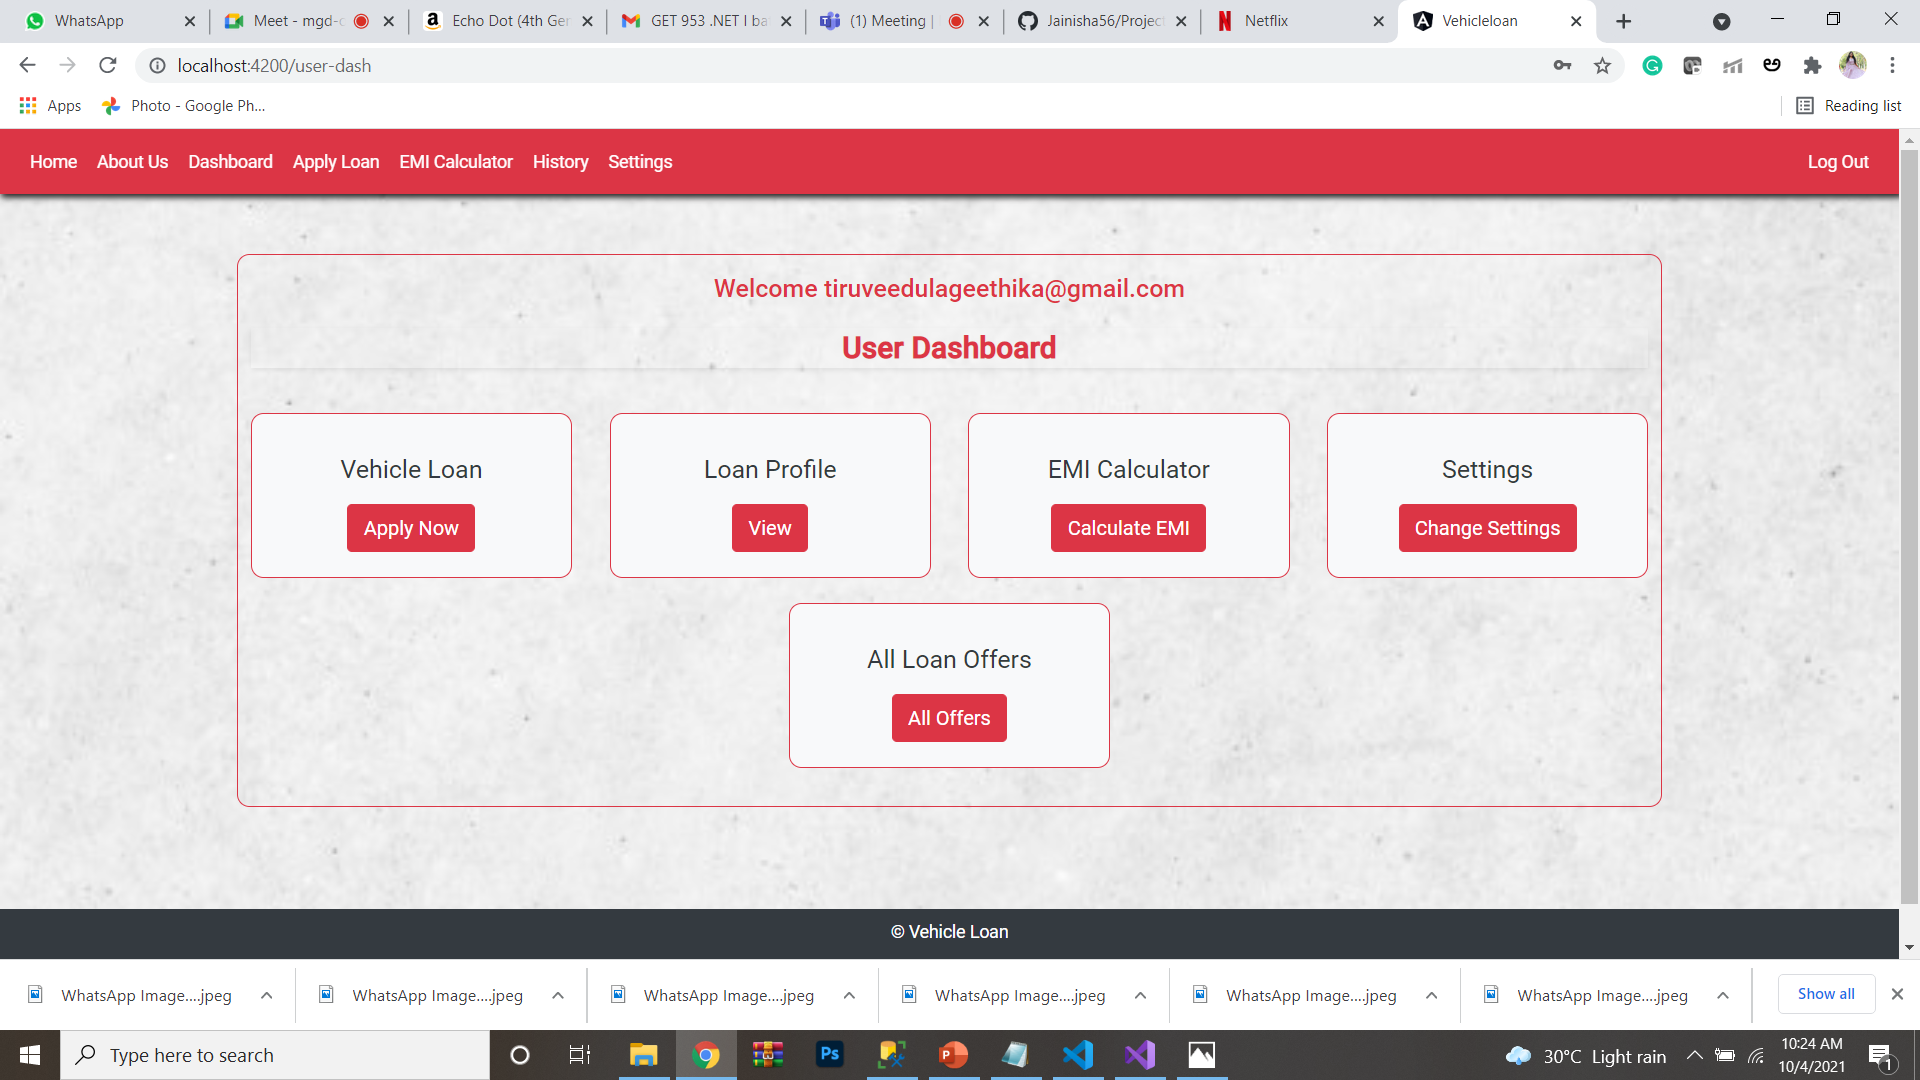 WhatsApp
Meet - mgd-c
Echo Dot (4th Ger
GET 953 .NET I ba
(1) Meeting |
Jainisha56/Project
Netflix
Vehicleloan
localhost:4200/user-dash
Apps
Photo - Google Ph...
Reading list
Home About Us Dashboard Apply Loan EMI Calculator History Settings Log Out
Welcome tiruveedulageethika@gmail.com
User Dashboard
Vehicle Loan
Apply Now
Loan Profile
View
EMI Calculator
Calculate EMI
Settings
Change Settings
All Loan Offers
All Offers
© Vehicle Loan
WhatsApp Image....jpeg
WhatsApp Image....jpeg
WhatsApp Image....jpeg
WhatsApp Image....jpeg
WhatsApp Image....jpeg
WhatsApp Image....jpeg
Show all
Type here to search
Ps
30°C Light rain
10:24 AM
10/4/2021
1